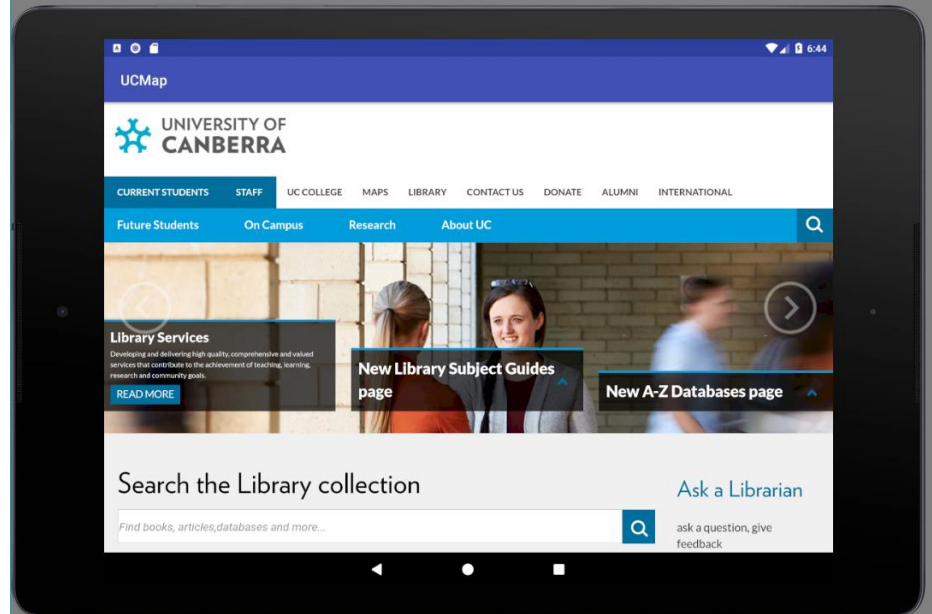 6:44
UCMap
UNIVERSITY OF
CANBERRA
CURRENT STUDENTS STAFF UC COLLEGE MAPS LIBRARY CONTACT US DONATE ALUMNI INTERNATIONAL
Future Students On Campus Research About UC
Library Services
Developing and delivering high quality, comprehensive and valued
services that contribute to the achievement of teaching, learning,
research and community goals.
READ MORE
New Library Subject Guides
page
New A-Z Databases page
Search the Library collection
Find books, articles,databases and more...
Ask a Librarian
ask a question, give
feedback